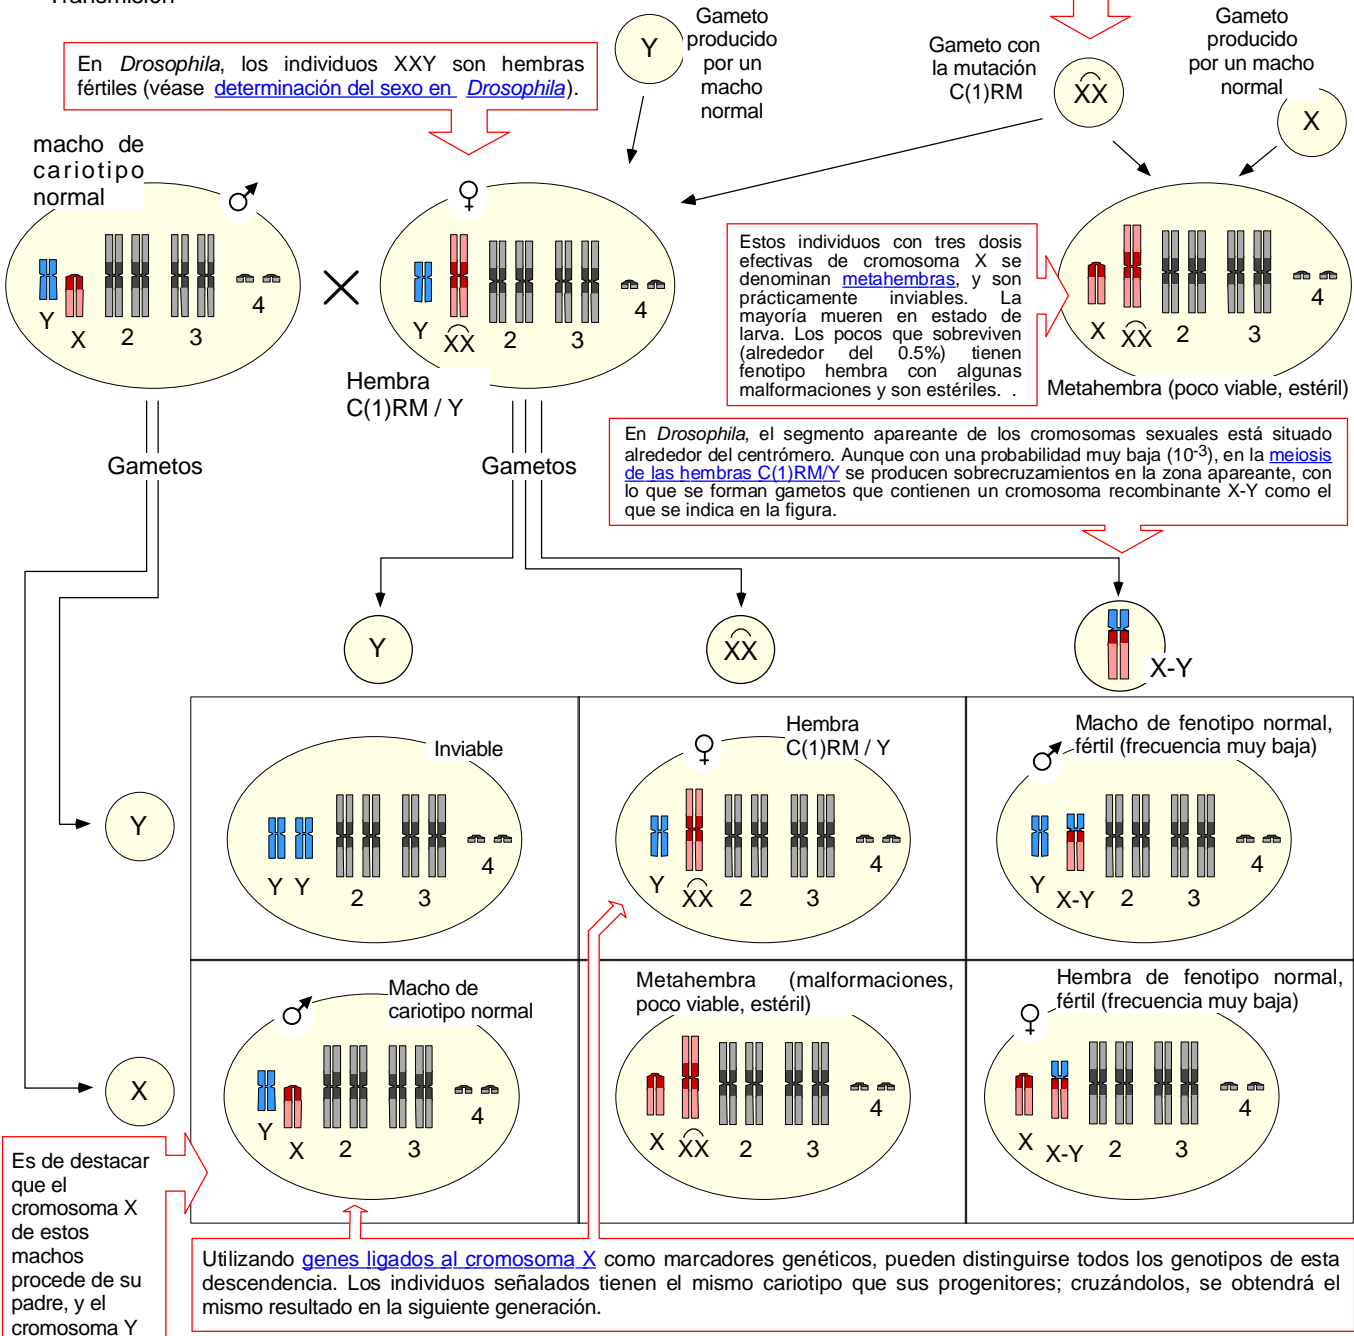 Transmisión
En Drosophila, los individuos XXY son hembras
fértiles (véase determinación del sexo en Drosophila).
Y
Gameto
producido
por un
macho
normal
Gameto con
la mutación
C(1)RM
XX
Gameto
producido
por un macho
normal
X
macho de
cariotipo
normal
♂
Y
X
2
3
4
♀
Y
XX
2
3
4
Hembra
C(1)RM / Y
Estos individuos con tres dosis
efectivas de cromosoma X se
denominan metahembras, y son
prácticamente inviables. La
mayoría mueren en estado de
larva. Los pocos que sobreviven
(alrededor del 0.5%) tienen
fenotipo hembra con algunas
malformaciones y son estériles. .
X
XX
2
3
4
Metahembra (poco viable, estéril)
En Drosophila, el segmento apareante de los cromosomas sexuales está situado
alrededor del centrómero. Aunque con una probabilidad muy baja (10-3), en la meiosis
de las hembras C(1)RM/Y se producen sobrecruzamientos en la zona apareante, con
lo que se forman gametos que contienen un cromosoma recombinante X-Y como el
que se indica en la figura.
Gametos
Gametos
Y
XX
X-Y
Y
Inviable
Y Y
2
3
4
Hembra
C(1)RM / Y
♀
Y
XX
2
3
4
Macho de fenotipo normal,
fértil (frecuencia muy baja)
♂
Y
X-Y
2
3
4
X
Macho de
cariotipo normal
♂
Y
X
2
3
4
Metahembra (malformaciones,
poco viable, estéril)
X
XX
2
3
4
Hembra de fenotipo normal,
fértil (frecuencia muy baja)
♀
X
X-Y
2
3
4
Es de destacar
que el
cromosoma X
de estos
machos
procede de su
padre, y el
cromosoma Y
Utilizando genes ligados al cromosoma X como marcadores genéticos, pueden distinguirse todos los genotipos de esta
descendencia. Los individuos señalados tienen el mismo cariotipo que sus progenitores; cruzándolos, se obtendrá el
mismo resultado en la siguiente generación.